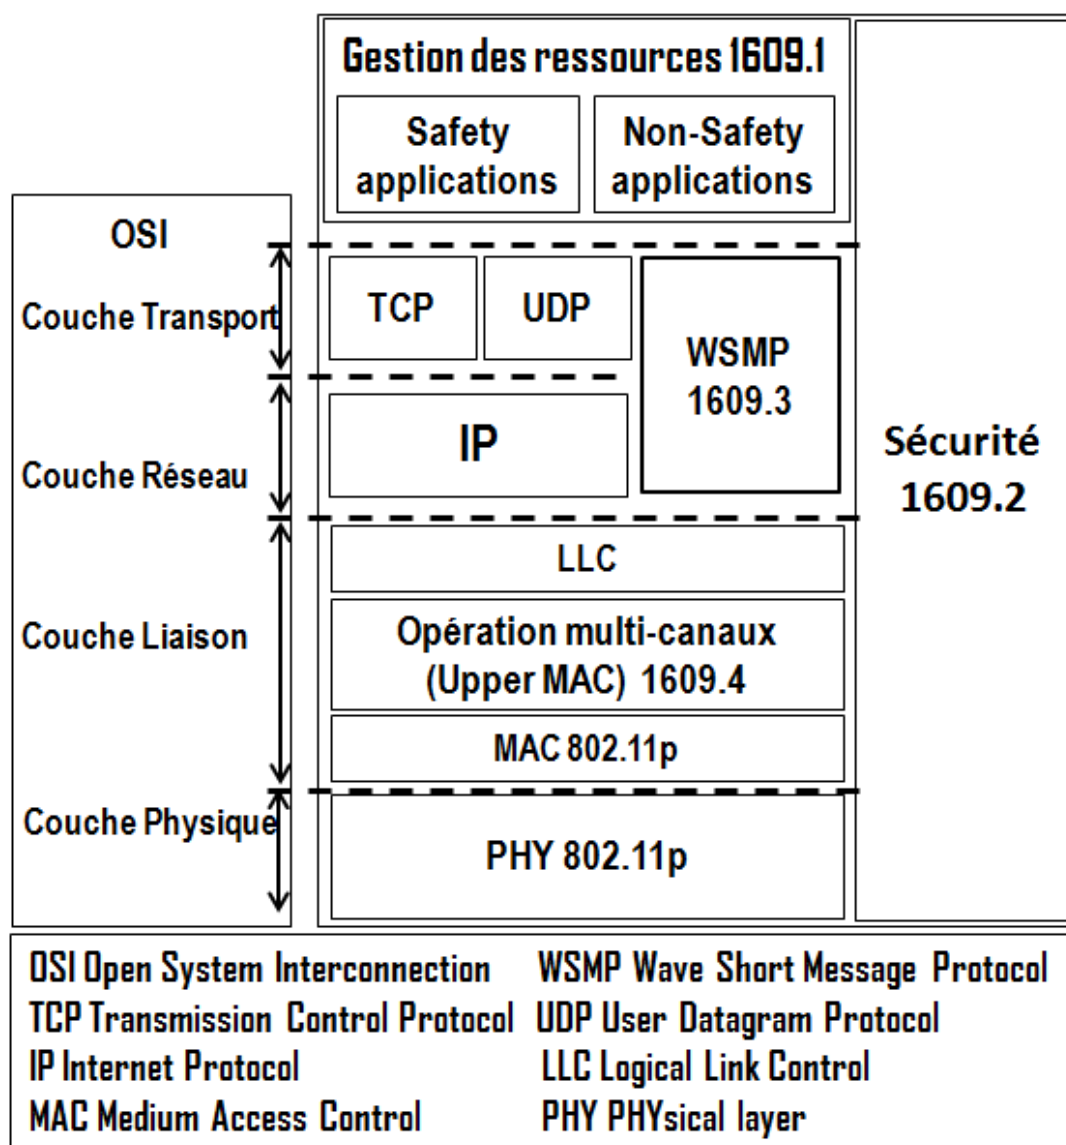 Gestion des ressources 1609.1
Safety
applications
Non-Safety
applications
OSI
Couche Transport
Couche Réseau
Couche Liaison
Couche Physique
TCP
UDP
WSMP
1609.3
IP
LLC
Opération multi-canaux
(Upper MAC) 1609.4
MAC 802.11p
PHY 802.11p
Sécurité
1609.2
OSI Open System Interconnection
WSMP Wave Short Message Protocol
TCP Transmission Control Protocol
UDP User Datagram Protocol
IP Internet Protocol
LLC Logical Link Control
MAC Medium Access Control
PHY PHYsical layer